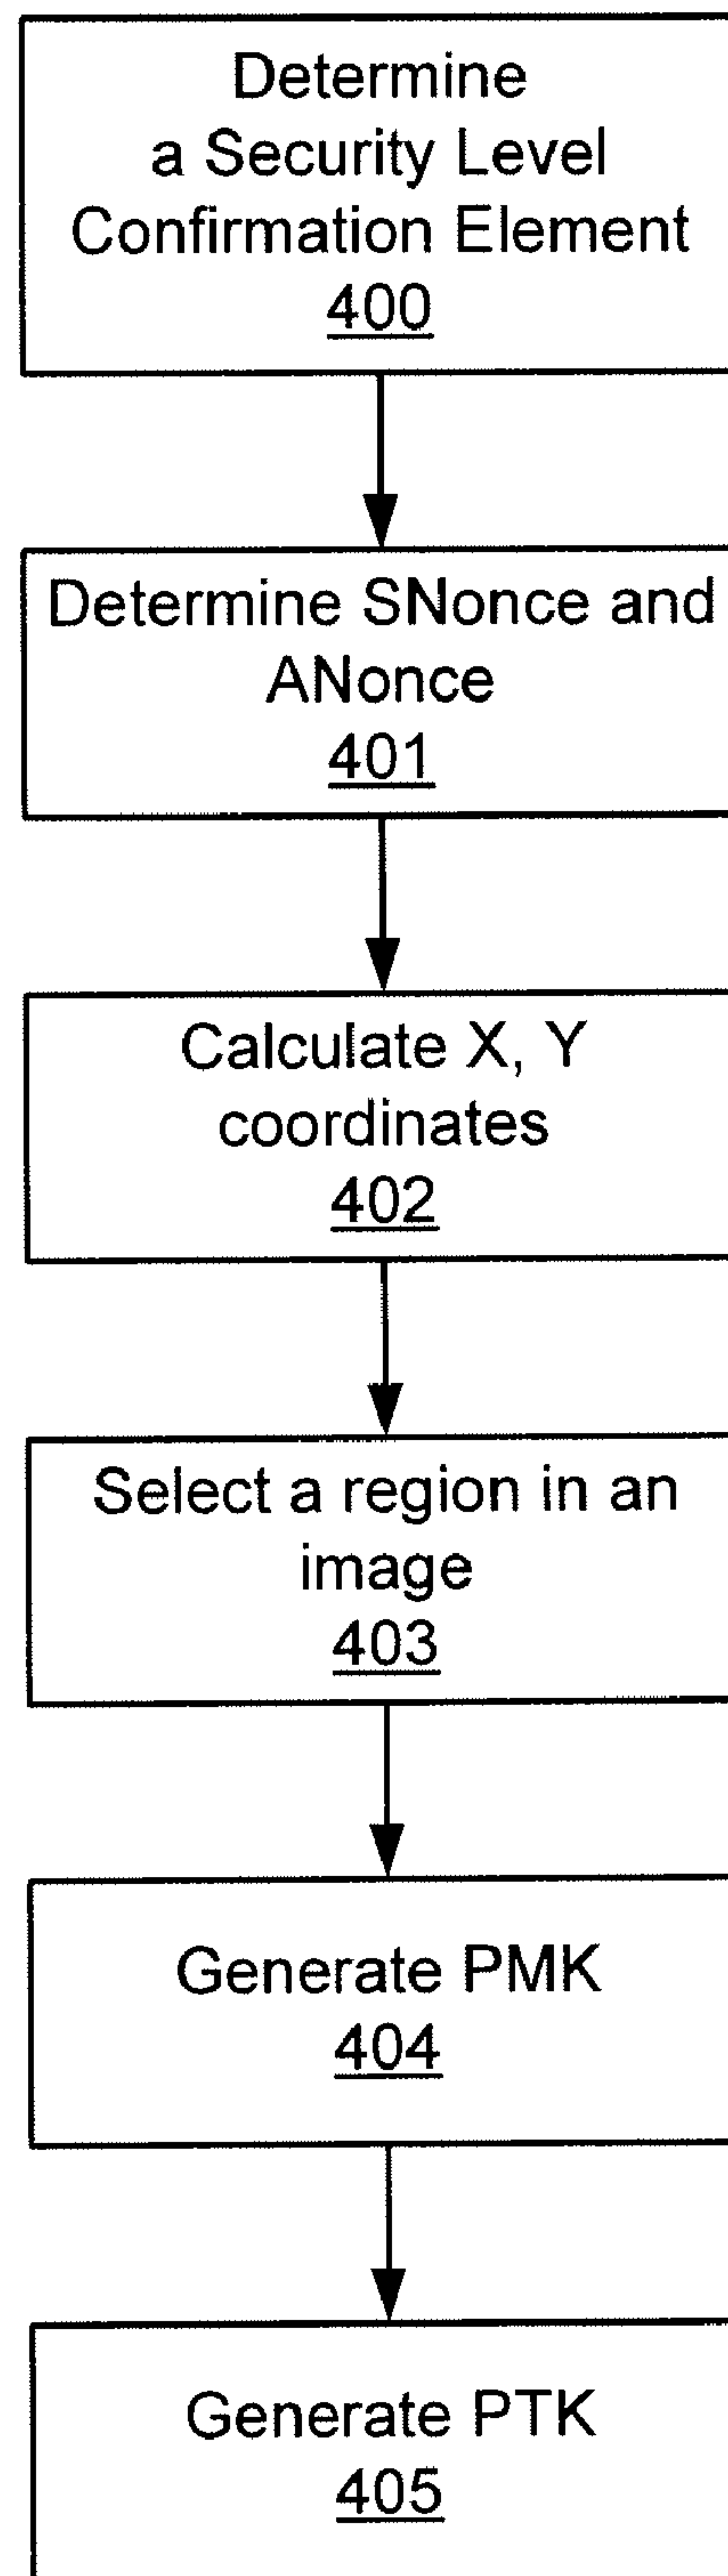 Determine
a Security Level
Confirmation Element
400
Determine SNonce and
ANonce
401
Calculate X, Y
coordinates
402
Select a region in an
image
403
Generate PMK
404
Generate PTK
405